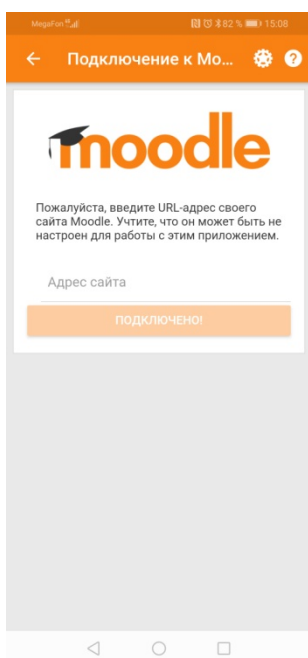 MegaFon 82 % 15:08
Подключение к Мо...
moodle
Пожалуйста, введите URL-адрес своего
сайта Moodle. Учтите, что он может быть не
настроен для работы с этим приложением.
Адрес сайта
ПОДКЛЮЧЕНО!